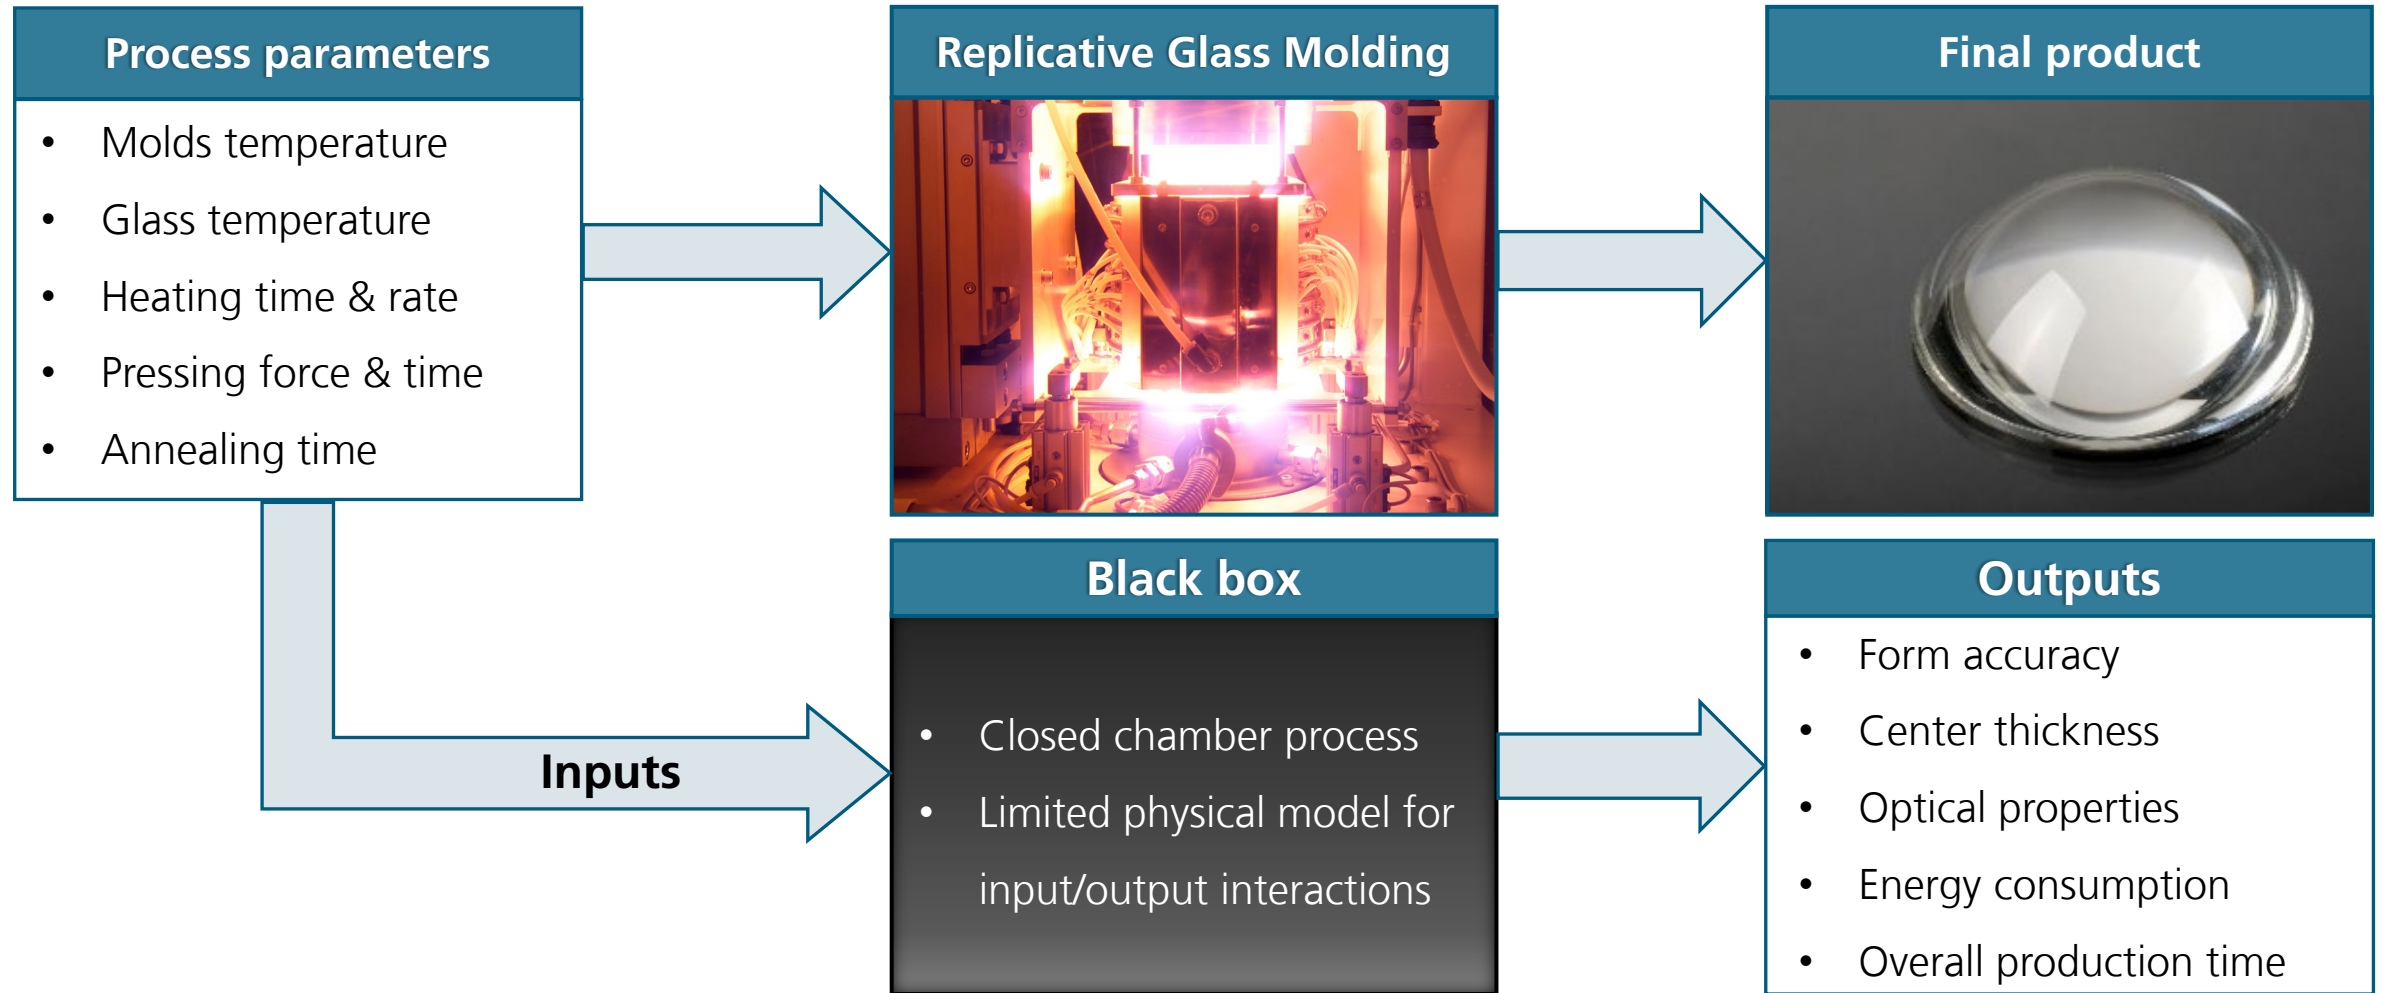 Process parameters
• Molds temperature
• Glass temperature
• Heating time & rate
• Pressing force & time
• Annealing time
Replicative Glass Molding
Final product
Inputs
Black box
• Closed chamber process
• Limited physical model for
input/output interactions
Outputs
• Form accuracy
• Center thickness
• Optical properties
• Energy consumption
• Overall production time